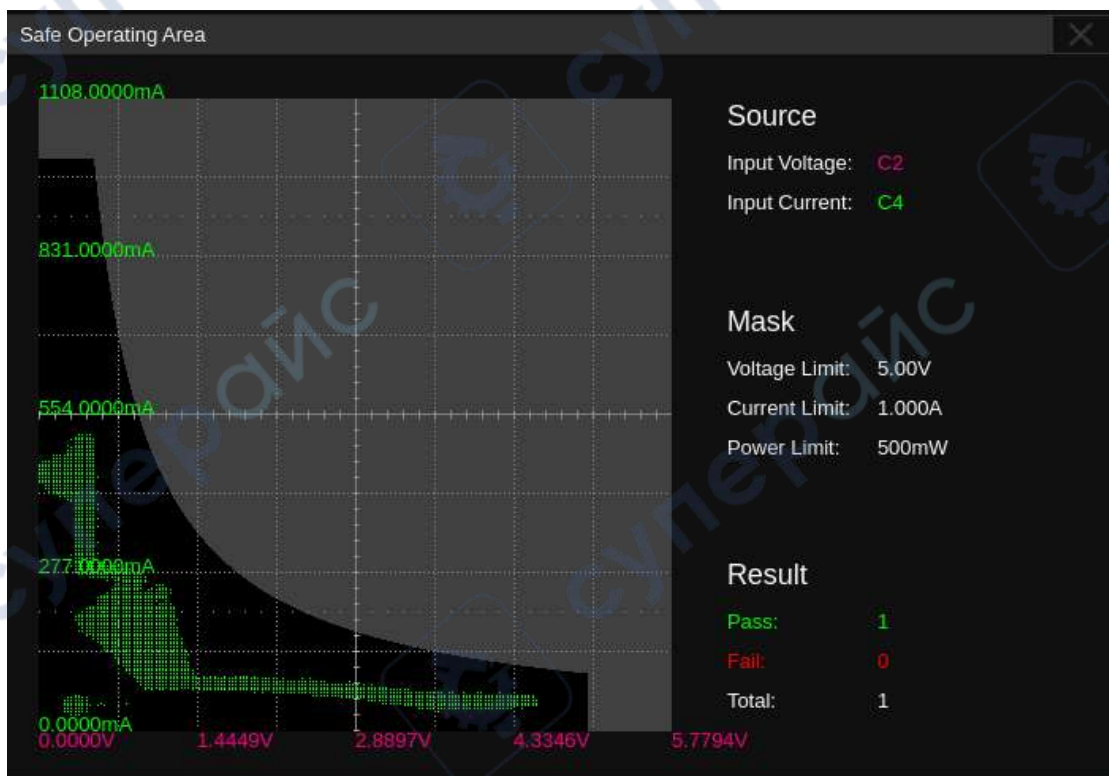 Safe Operating Area
1108.0000mA
831.0000mA
554.0000mA
277.0000mA
0.0000mA
0.0000V 1.4449V 2.8897V 4.3346V 5.7794V
Source
Input Voltage: C2
Input Current: C4
Mask
Voltage Limit: 5.00V
Current Limit: 1.000A
Power Limit: 500mW
Result
Pass: 1
Fail: 0
Total: 1
суперайс
суперайс